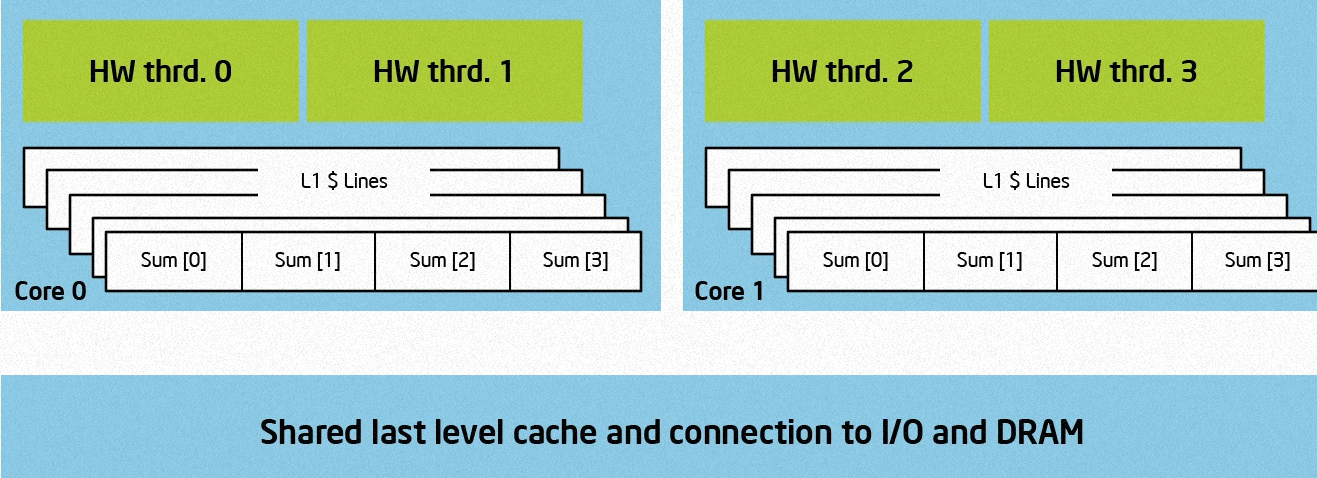 HW thrd. 0
HW thrd. 1
HW thrd. 2
HW thrd. 3
L1 $ Lines
L1 $ Lines
Sum [0]
Sum [1]
Sum [2]
Sum [3]
Sum [0]
Sum [1]
Sum [2]
Sum [3]
Core 0
Core 1
Shared last level cache and connection to I/O and DRAM